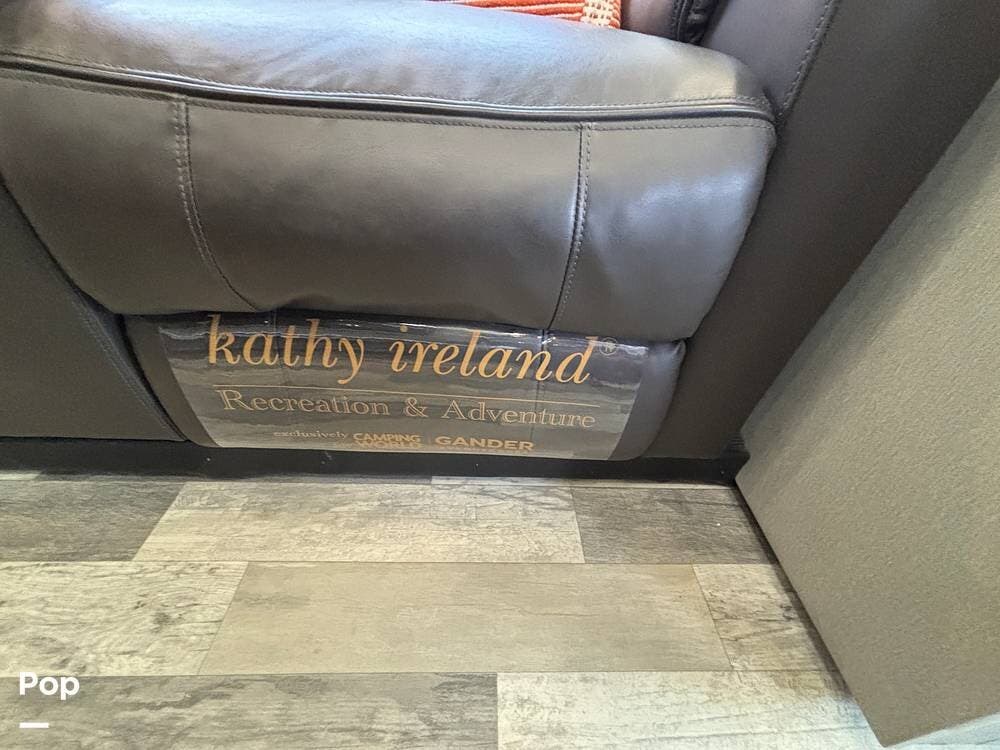 kathy ireland®
Recreation & Adventure
exclusively CAMPING WORLD | GANDER
Pop